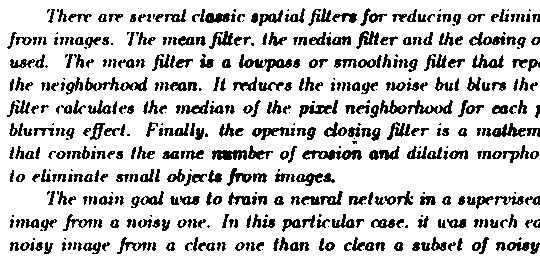 There are several classic spatial filters for reducing or elimin
from images. The mean filter, the median filter and the closing o
used. The mean filter is a lowpass or smoothing filter that repl
the neighborhood mean. It reduces the image noise but blurs the
filter calculates the median of the pixel neighborhood for each p
blurring effect. Finally, the opening closing filter is a mathem
that combines the same number of erosion and dilation morpho
to eliminate small objects from images.
The main goal was to train a neural network in a supervised
image from a noisy one. In this particular case, it was much ea
noisy image from a clean one than to clean a subset of noisy